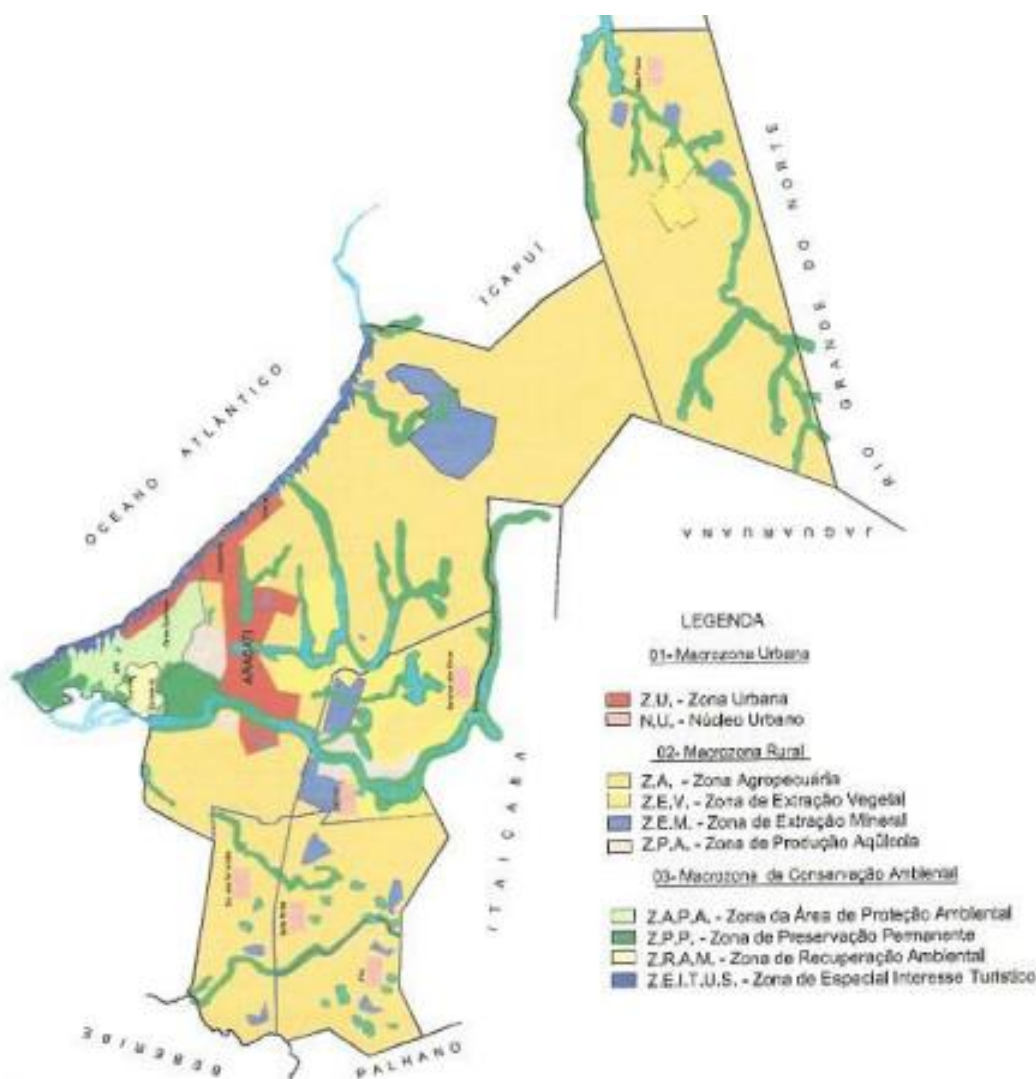 RIO GRANDE DO NORTE
ICAPUÍ
OCEANO ATLÂNTICO
JAGUARUANA
ARACATI
ITAIÇABA
BEBERIBE
PALHANO
LEGENDA
01- Macrozona Urbana
Z.U. - Zona Urbana
N.U. - Núcleo Urbano
02- Macrozona Rural
Z.A. - Zona Agropecuária
Z.E.V. - Zona de Extração Vegetal
Z.E.M. - Zona de Extração Mineral
Z.P.A. - Zona de Produção Aqüícola
03- Macrozona de Conservação Ambiental
Z.A.P.A. - Zona da Área de Proteção Ambiental
Z.P.P. - Zona de Preservação Permanente
Z.R.A.M. - Zona de Recuperação Ambiental
Z.E.I.T.U.S. - Zona de Especial Interesse Turístico